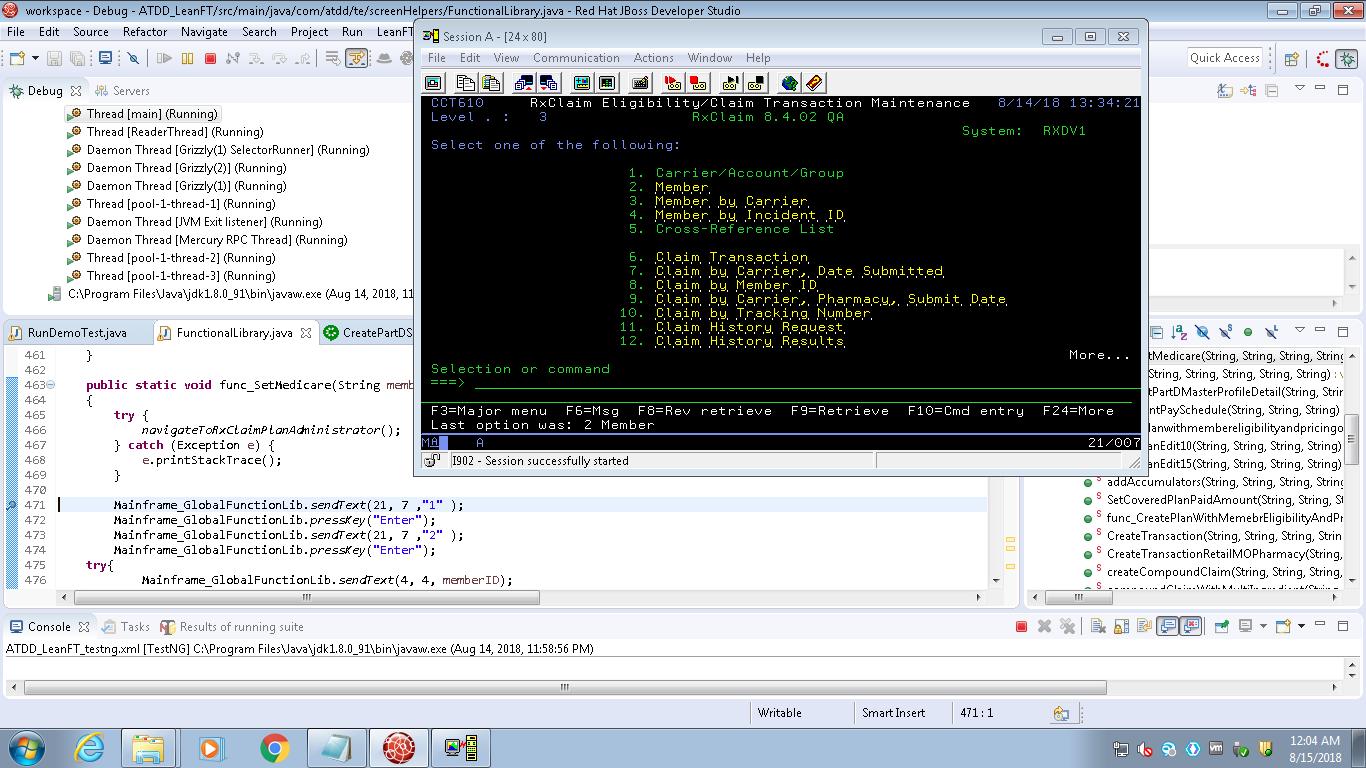 workspace - Debug - ATDD_LeanFT/src/main/java/com/atdd/te/screenHelpers/FunctionalLibrary.java - Red Hat JBoss Developer Studio
File Edit Source Refactor Navigate Search Project Run LeanFT
Quick Access
Debug Servers
Thread [main] (Running)
Thread [ReaderThread] (Running)
Daemon Thread [Grizzly(1) SelectorRunner] (Running)
Daemon Thread [Grizzly(2)] (Running)
Daemon Thread [Grizzly(1)] (Running)
Thread [pool-1-thread-1] (Running)
Daemon Thread [JVM Exit listener] (Running)
Daemon Thread [Mercury RPC Thread] (Running)
Thread [pool-1-thread-2] (Running)
Thread [pool-1-thread-3] (Running)
C:\Program Files\Java\jdk1.8.0_91\bin\javaw.exe (Aug 14, 2018, 11:
Session A - [24 x 80]
File Edit View Communication Actions Window Help
CCT610 RxClaim Eligibility/Claim Transaction Maintenance 8/14/18 13:34:21
Level . : 3 RxClaim 8.4.02 QA
System: RXDV1
Select one of the following:
1. Carrier/Account/Group
2. Member
3. Member by Carrier
4. Member by Incident ID
5. Cross-Reference List
6. Claim Transaction
7. Claim by Carrier, Date Submitted
8. Claim by Member ID
9. Claim by Carrier, Pharmacy, Submit Date
10. Claim by Tracking Number
11. Claim History Request
12. Claim History Results
More...
Selection or command
===>
F3=Major menu F6=Msg F8=Rev retrieve F9=Retrieve F10=Cmd entry F24=More
Last option was: 2 Member
MA A 21/007
I902 - Session successfully started
RunDemoTest.java FunctionalLibrary.java CreatePartDS
461 }
462
463 public static void func_SetMedicare(String memb
464 {
465 try {
466 navigateToRxClaimPlanAdministrator();
467 } catch (Exception e) {
468 e.printStackTrace();
469 }
470
471 Mainframe_GlobalFunctionLib.sendText(21, 7 ,"1" );
472 Mainframe_GlobalFunctionLib.pressKey("Enter");
473 Mainframe_GlobalFunctionLib.sendText(21, 7 ,"2" );
474 Mainframe_GlobalFunctionLib.pressKey("Enter");
475 try{
476 Mainframe_GlobalFunctionLib.sendText(4, 4, memberID);
etMedicare(String, String, String)
String, String, String, String) : v
tPartDMasterProfileDetail(String,
ntPaySchedule(String, String, Stri
lanwithmembereligibilityandpricingo
lanEdit10(String, String, String, St
lanEdit15(String, String, String, St
addAccumulators(String, String, S
SetCoveredPlanPaidAmount(String,
func_CreatePlanWithMemebrEligibilityAndPr
CreateTransaction(String, String, Strin
CreateTransactionRetailMOPharmacy(String,
createCompoundClaim(String, String, String,
Console Tasks Results of running suite
ATDD_LeanFT_testng.xml [TestNG] C:\Program Files\Java\jdk1.8.0_91\bin\javaw.exe (Aug 14, 2018, 11:58:56 PM)
Writable Smart Insert 471 : 1
12:04 AM
8/15/2018